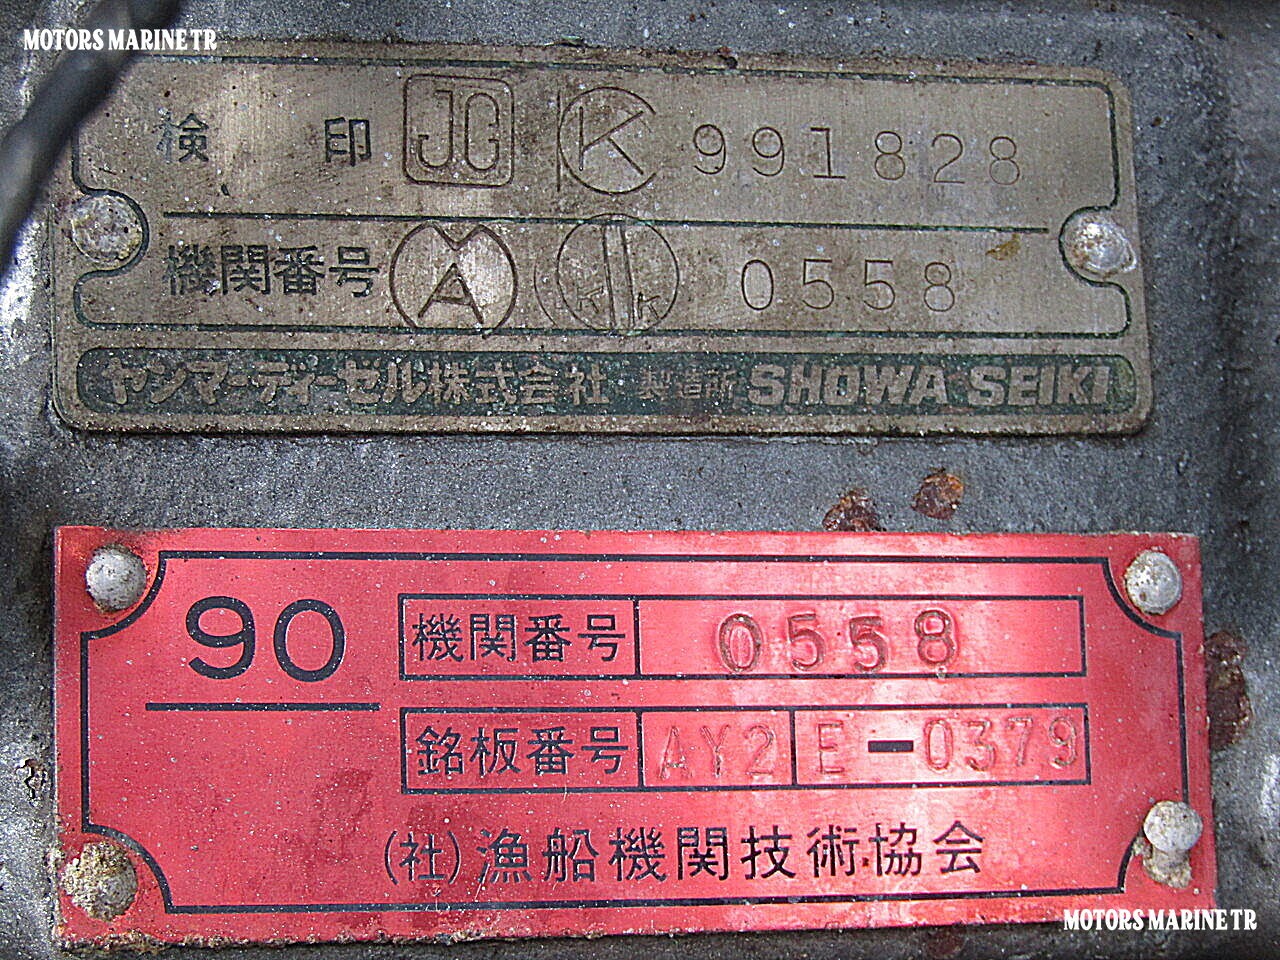 MOTORS MARINE TR
検印 JG K 991828
機関番号 MA KK 0558
ヤンマーディーゼル株式会社 製造所 SHOWA SEIKI
90
機関番号 0558
銘板番号 AY2 E-0379
(社)漁船機関技術協会
MOTORS MARINE TR